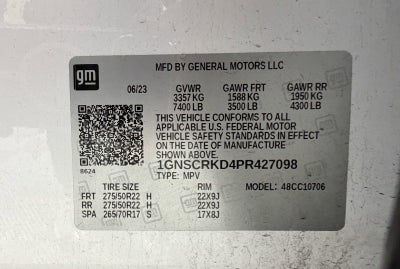 gm
MFD BY GENERAL MOTORS LLC
06/23 GVWR GAWR FRT GAWR RR
3357 KG 1588 KG 1950 KG
7400 LB 3500 LB 4300 LB
THIS VEHICLE CONFORMS TO ALL
APPLICABLE U.S. FEDERAL MOTOR
VEHICLE SAFETY STANDARDS IN EFFECT
ON THE DATE OF MANUFACTURE SHOWN
ABOVE.
1GNSCRKD4PR427098
8624 TYPE: MPV
TIRE SIZE RIM MODEL: 48CC10706
FRT 275/50R22 H 22X9J
RR 275/50R22 H 22X9J
SPA 265/70R17 S 17X8J